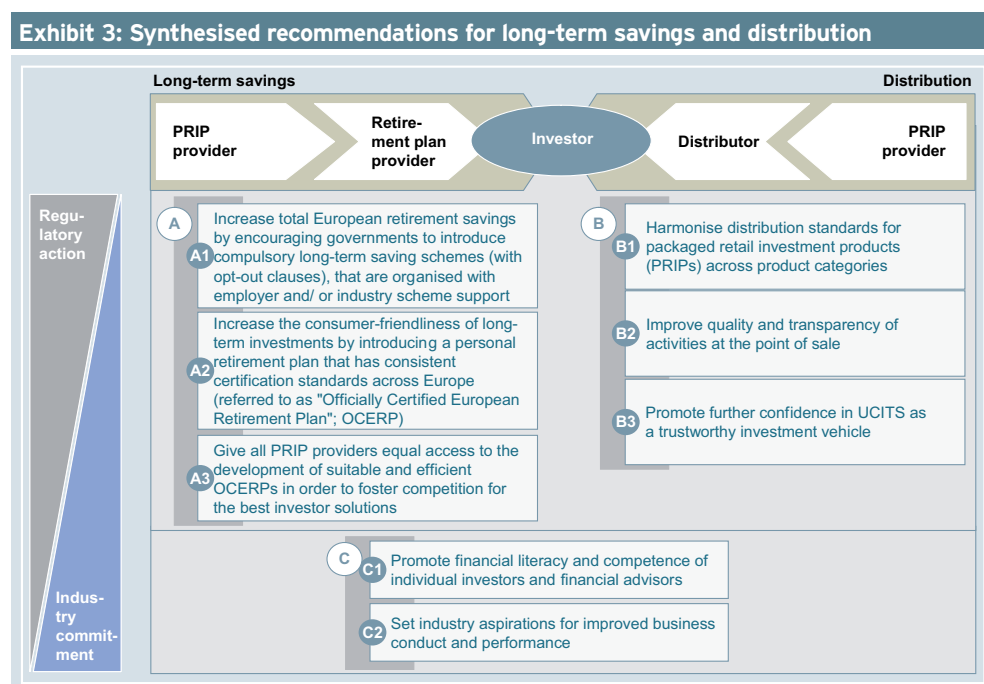 Exhibit 3: Synthesised recommendations for long-term savings and distribution
Long-term savings
Distribution
PRIP
provider
Retire-
ment plan
provider
Investor
Distributor
PRIP
provider
Regu-
latory
action
Indus-
try
commit-
ment
A
A1
Increase total European retirement savings
by encouraging governments to introduce
compulsory long-term saving schemes (with
opt-out clauses), that are organised with
employer and/ or industry scheme support
A2
Increase the consumer-friendliness of long-
term investments by introducing a personal
retirement plan that has consistent
certification standards across Europe
(referred to as "Officially Certified European
Retirement Plan"; OCERP)
A3
Give all PRIP providers equal access to the
development of suitable and efficient
OCERPs in order to foster competition for
the best investor solutions
B
B1
Harmonise distribution standards for
packaged retail investment products
(PRIPs) across product categories
B2
Improve quality and transparency of
activities at the point of sale
B3
Promote further confidence in UCITS as
a trustworthy investment vehicle
C
C1
Promote financial literacy and competence of
individual investors and financial advisors
C2
Set industry aspirations for improved business
conduct and performance